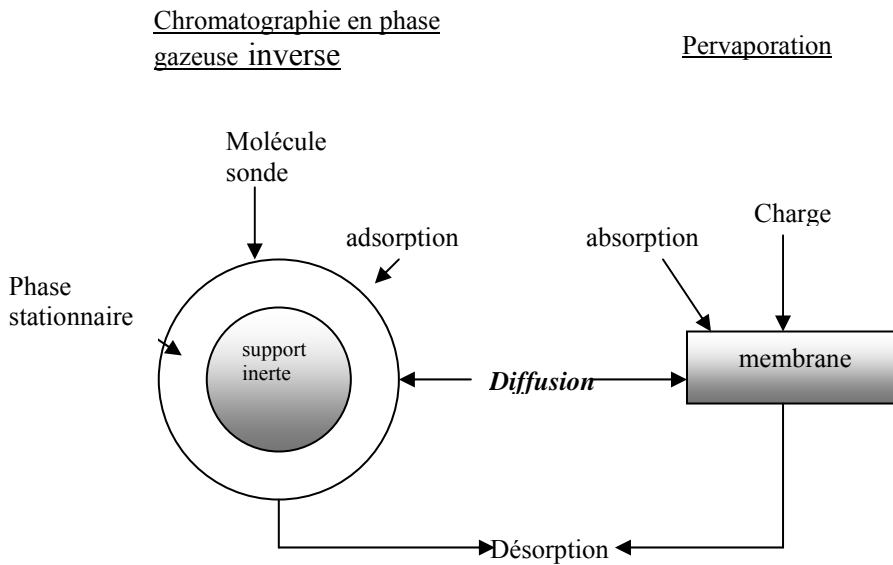 Chromatographie en phase
gazeuse inverse
Pervaporation
Molécule
sonde
adsorption
absorption
Charge
Phase
stationnaire
support
inerte
Diffusion
membrane
Désorption